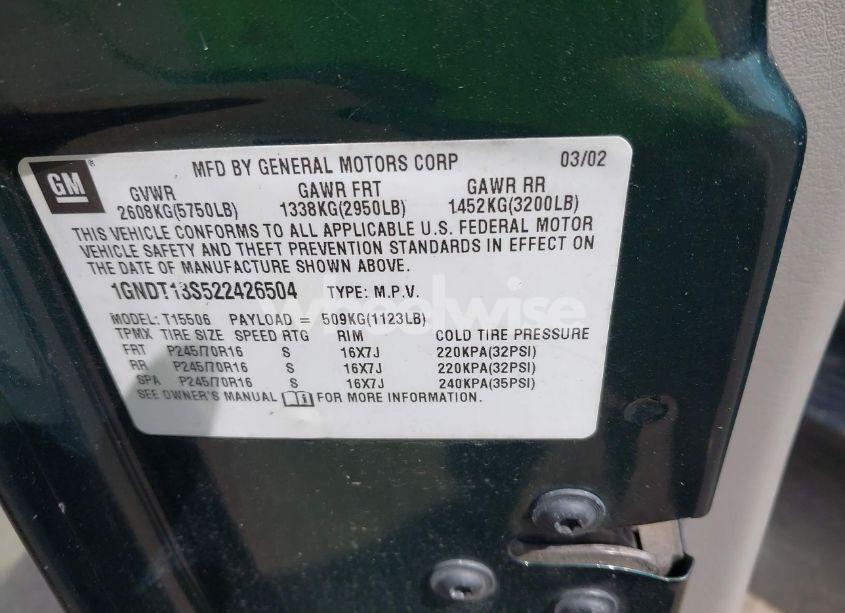 GM ®
MFD BY GENERAL MOTORS CORP 03/02
GVWR GAWR FRT GAWR RR
2608KG(5750LB) 1338KG(2950LB) 1452KG(3200LB)
THIS VEHICLE CONFORMS TO ALL APPLICABLE U.S. FEDERAL MOTOR
VEHICLE SAFETY AND THEFT PREVENTION STANDARDS IN EFFECT ON
THE DATE OF MANUFACTURE SHOWN ABOVE.
1GNDT13S522426504 TYPE: M.P.V.
MODEL: T15506 PAYLOAD = 509KG(1123LB)
TPMX TIRE SIZE SPEED RTG RIM COLD TIRE PRESSURE
FRT P245/70R16 S 16X7J 220KPA(32PSI)
RR P245/70R16 S 16X7J 220KPA(32PSI)
SPA P245/70R16 S 16X7J 240KPA(35PSI)
SEE OWNER'S MANUAL FOR MORE INFORMATION.